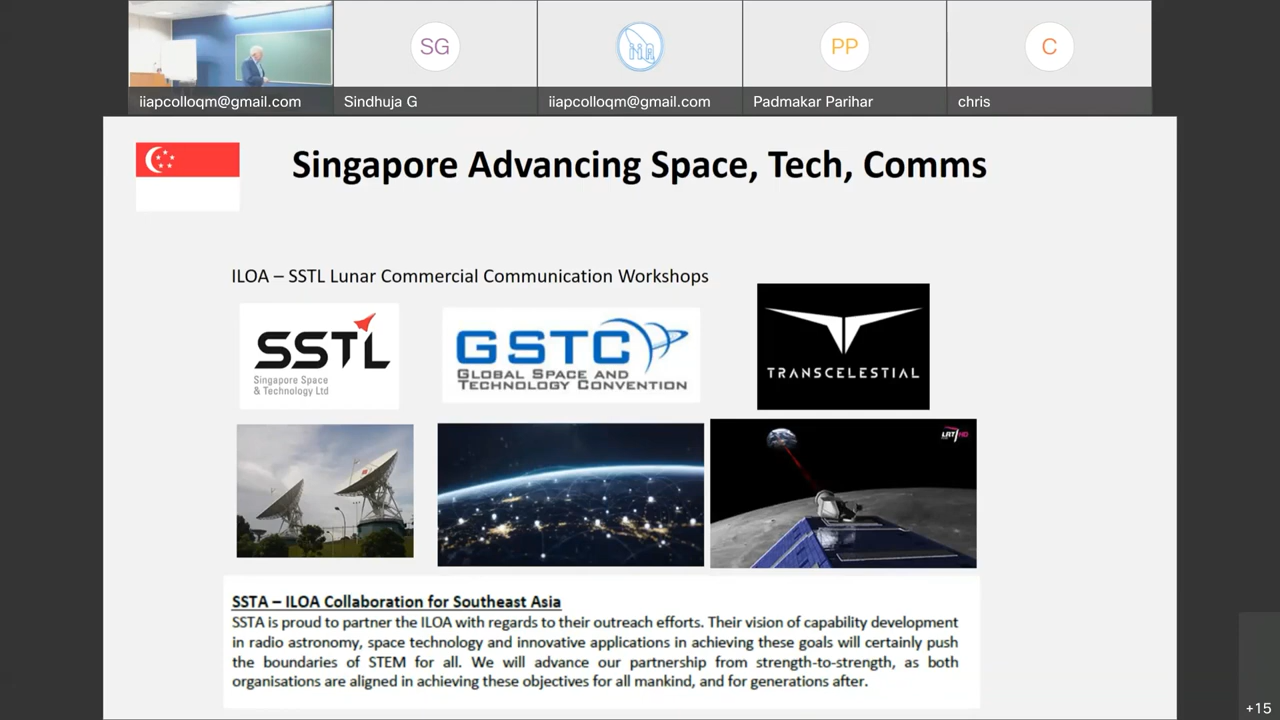 SG
PP
C
iiapcolloqm@gmail.com
Sindhuja G
iiapcolloqm@gmail.com
Padmakar Parihar
chris
Singapore Advancing Space, Tech, Comms
ILOA – SSTL Lunar Commercial Communication Workshops
SSTL
Singapore Space
& Technology Ltd
GSTC
GLOBAL SPACE AND
TECHNOLOGY CONVENTION
TRANSCELESTIAL
SSTA – ILOA Collaboration for Southeast Asia
SSTA is proud to partner the ILOA with regards to their outreach efforts. Their vision of capability development
in radio astronomy, space technology and innovative applications in achieving these goals will certainly push
the boundaries of STEM for all. We will advance our partnership from strength-to-strength, as both
organisations are aligned in achieving these objectives for all mankind, and for generations after.
+15